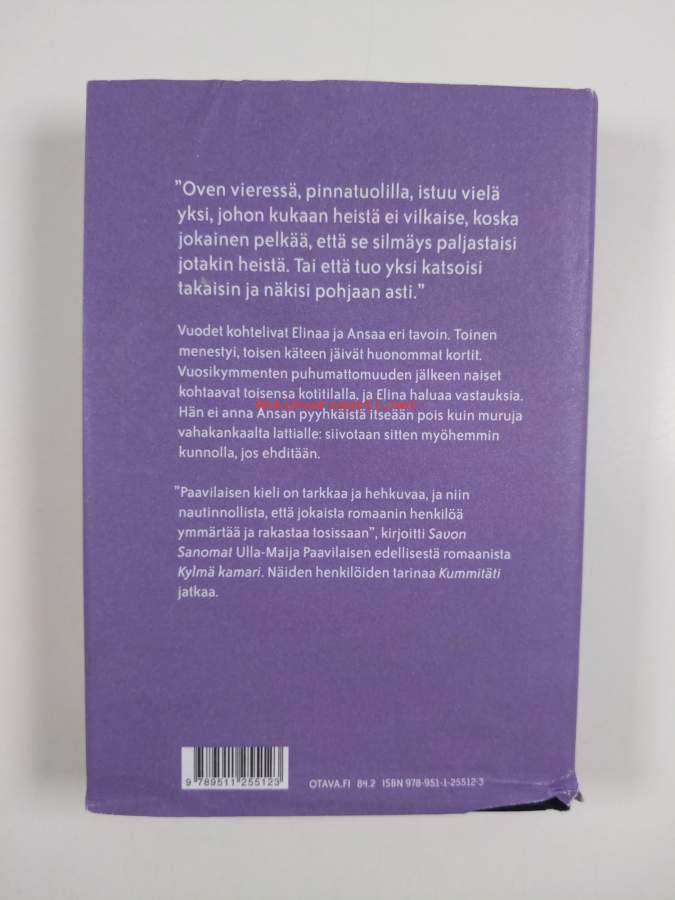 ”Oven vieressä, pinnatuolilla, istuu vielä
yksi, johon kukaan heistä ei vilkaise, koska
jokainen pelkää, että se silmäys paljastaisi
jotakin heistä. Tai että tuo yksi katsoisi
takaisin ja näkisi pohjaan asti.”
Vuodet kohtelivat Elinaa ja Ansaa eri tavoin. Toinen
menestyi, toisen käteen jäivät huonommat kortit.
Vuosikymmenten puhumattomuuden jälkeen naiset
kohtaavat toisensa kotitilalla, ja Elina haluaa vastauksia.
Hän ei anna Ansan pyyhkäistä itseään pois kuin muruja
vahakankaalta lattialle: siivotaan sitten myöhemmin
kunnolla, jos ehditään.
”Paavilaisen kieli on tarkkaa ja hehkuvaa, ja niin
nautinnollista, että jokaista romaanin henkilöä
ymmärtää ja rakastaa tosissaan”, kirjoitti Savon
Sanomat Ulla-Maija Paavilaisen edellisestä romaanista
Kylmä kamari. Näiden henkilöiden tarinaa Kummitäti
jatkaa.
9 789511 255123
OTAVA.FI 84.2 ISBN 978-951-1-25512-3